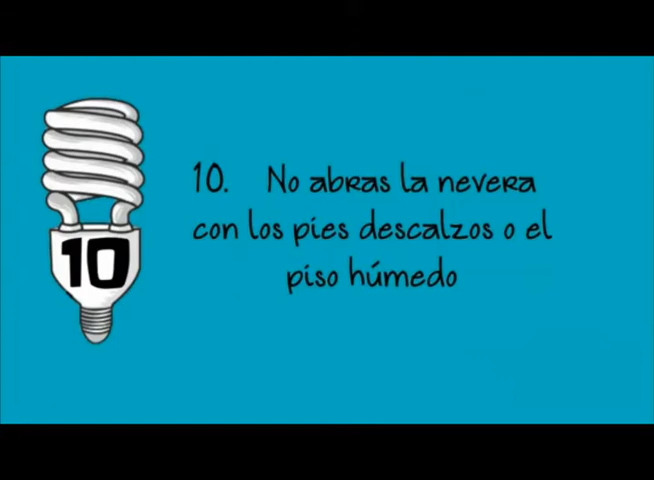 10
10. No abras la nevera
con los pies descalzos o el
piso húmedo